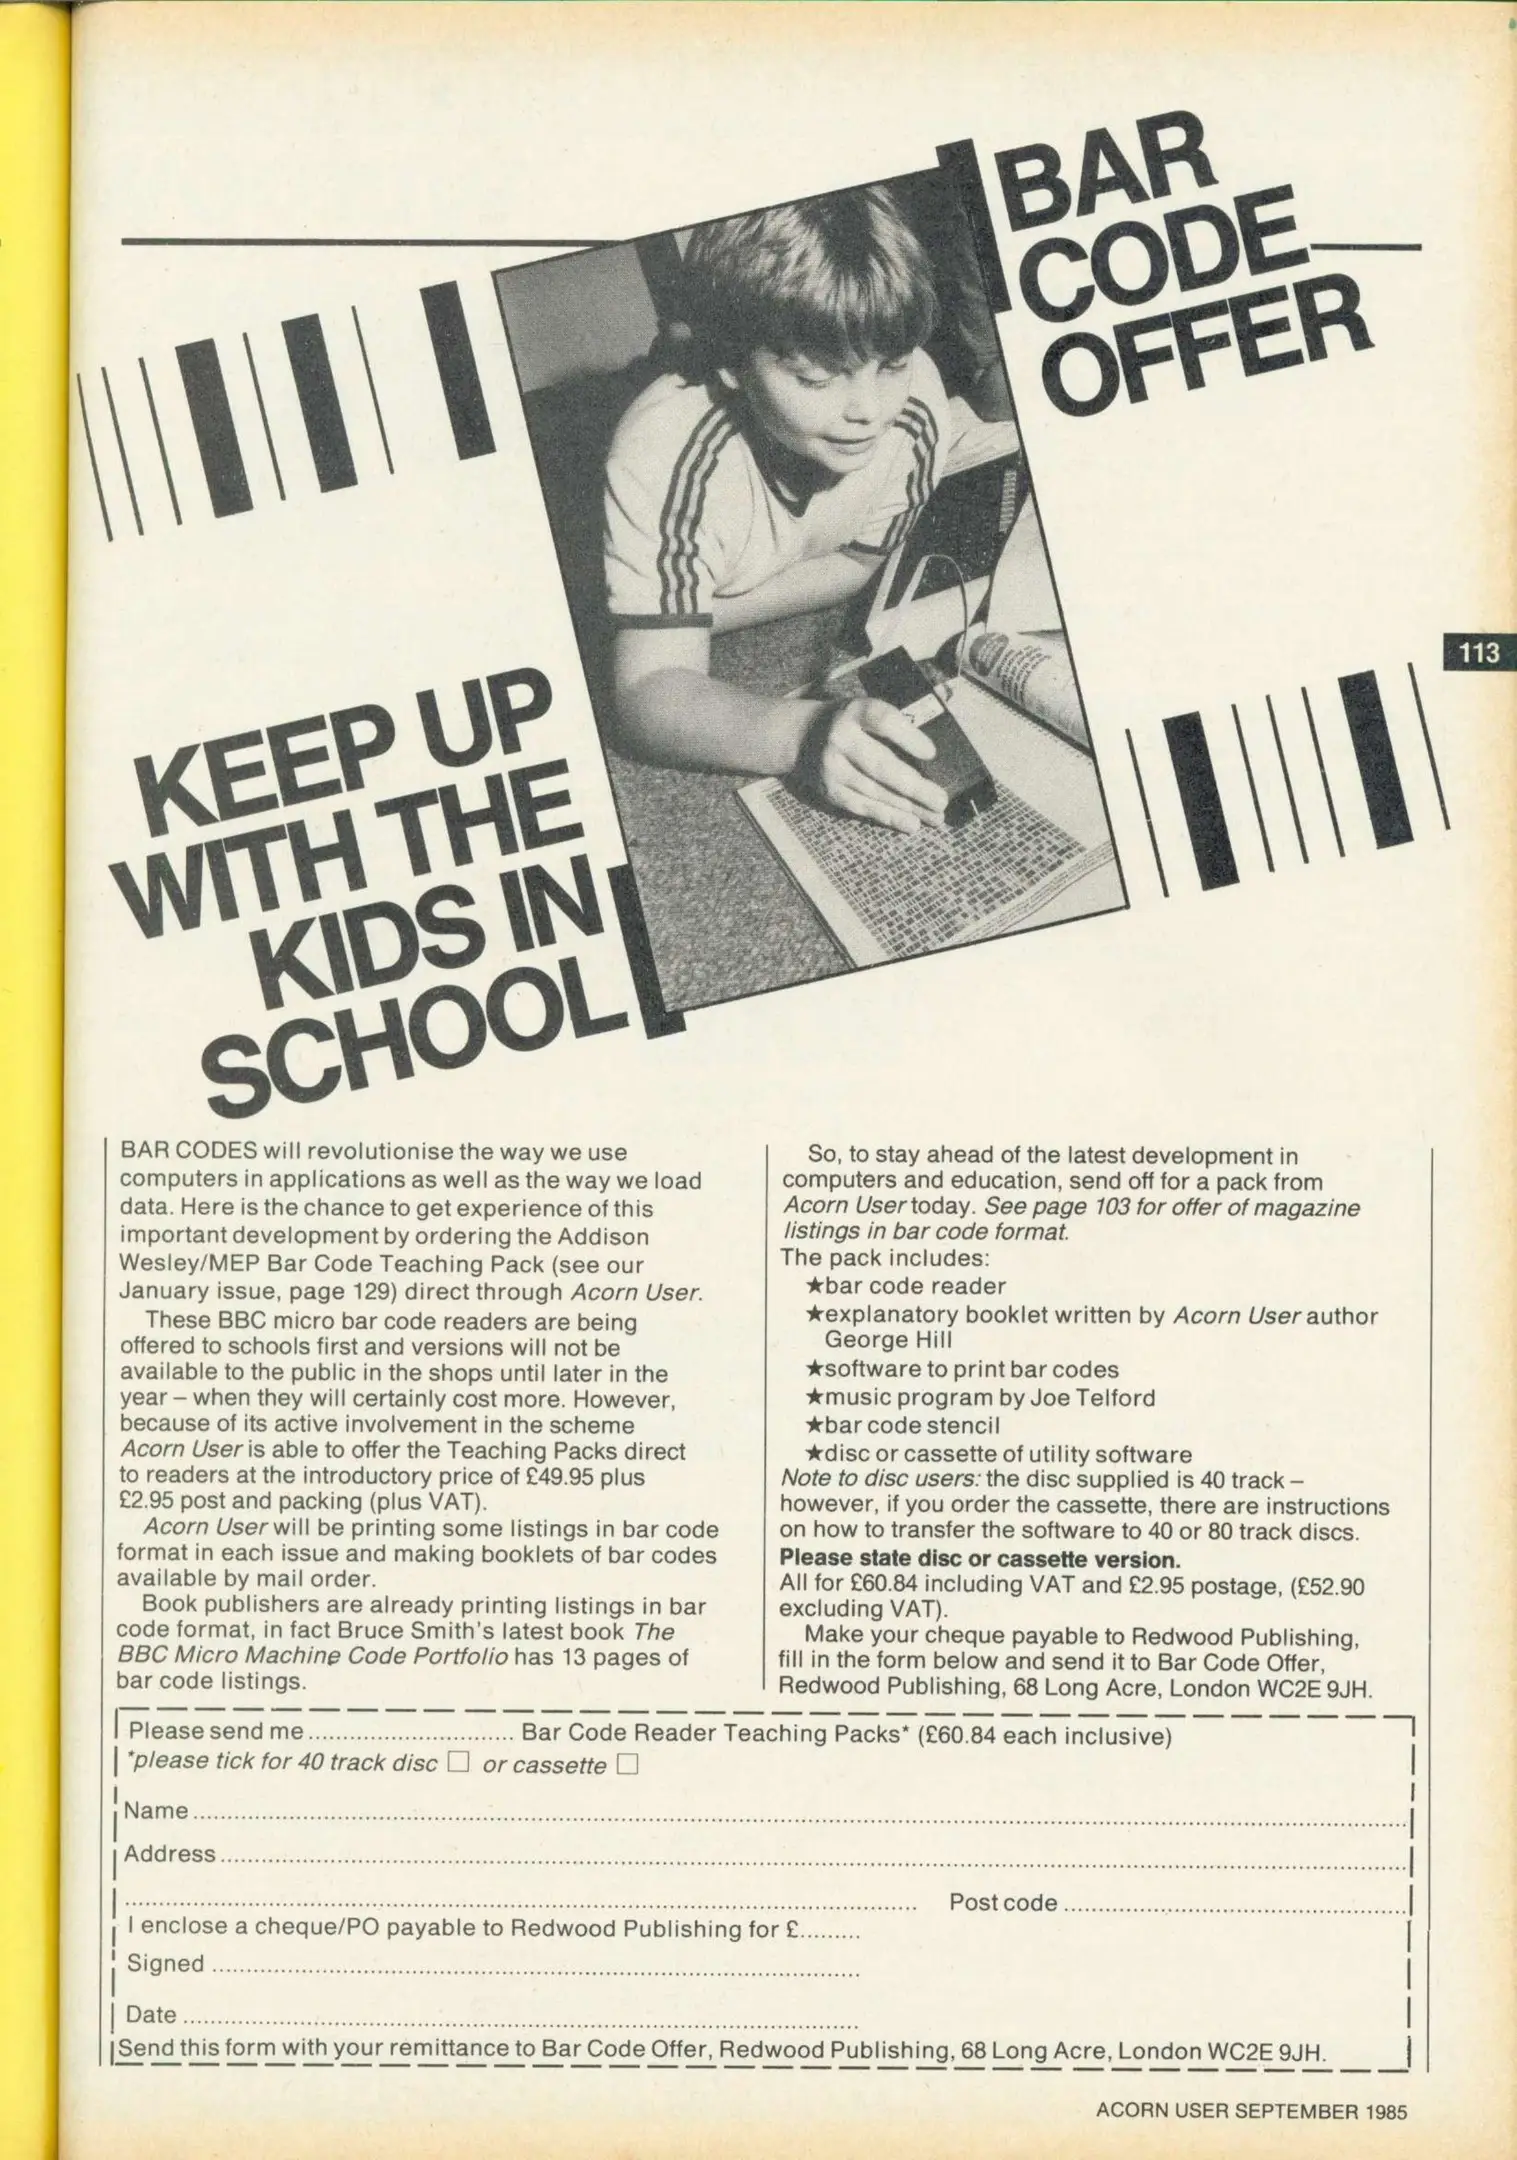 BAR
CODE
OFFER
113
KEEP UP
WITH THE
KIDS IN
SCHOOL
BAR CODES will revolutionise the way we use
computers in applications as well as the way we load
data. Here is the chance to get experience of this
important development by ordering the Addison
Wesley/MEP Bar Code Teaching Pack (see our
January issue, page 129) direct through Acorn User.
These BBC micro bar code readers are being
offered to schools first and versions will not be
available to the public in the shops until later in the
year – when they will certainly cost more. However,
because of its active involvement in the scheme
Acorn User is able to offer the Teaching Packs direct
to readers at the introductory price of £49.95 plus
£2.95 post and packing (plus VAT).
Acorn User will be printing some listings in bar code
format in each issue and making booklets of bar codes
available by mail order.
Book publishers are already printing listings in bar
code format, in fact Bruce Smith's latest book The
BBC Micro Machine Code Portfolio has 13 pages of
bar code listings.
So, to stay ahead of the latest development in
computers and education, send off for a pack from
Acorn User today. See page 103 for offer of magazine
listings in bar code format.
The pack includes:
★bar code reader
★explanatory booklet written by Acorn User author
George Hill
★software to print bar codes
★music program by Joe Telford
★bar code stencil
★disc or cassette of utility software
Note to disc users: the disc supplied is 40 track –
however, if you order the cassette, there are instructions
on how to transfer the software to 40 or 80 track discs.
Please state disc or cassette version.
All for £60.84 including VAT and £2.95 postage, (£52.90
excluding VAT).
Make your cheque payable to Redwood Publishing,
fill in the form below and send it to Bar Code Offer,
Redwood Publishing, 68 Long Acre, London WC2E 9JH.
Please send me .............................. Bar Code Reader Teaching Packs* (£60.84 each inclusive)
*please tick for 40 track disc □ or cassette □
Name
Address
Post code
I enclose a cheque/PO payable to Redwood Publishing for £.........
Signed
Date
Send this form with your remittance to Bar Code Offer, Redwood Publishing, 68 Long Acre, London WC2E 9JH.
ACORN USER SEPTEMBER 1985